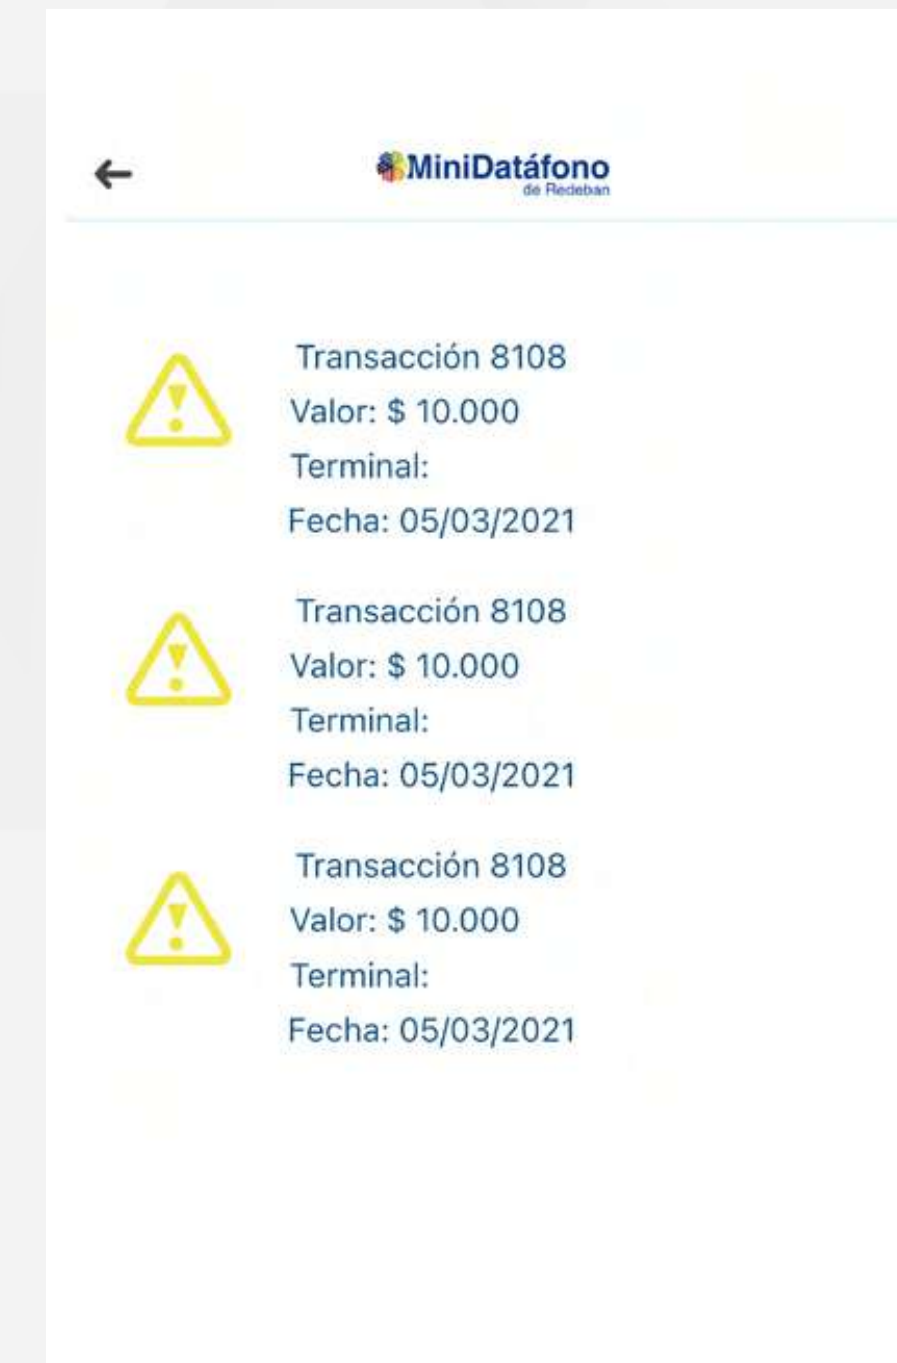 MiniDatáfono
de Redeban
Transacción 8108
Valor: $ 10.000
Terminal:
Fecha: 05/03/2021
Transacción 8108
Valor: $ 10.000
Terminal:
Fecha: 05/03/2021
Transacción 8108
Valor: $ 10.000
Terminal:
Fecha: 05/03/2021